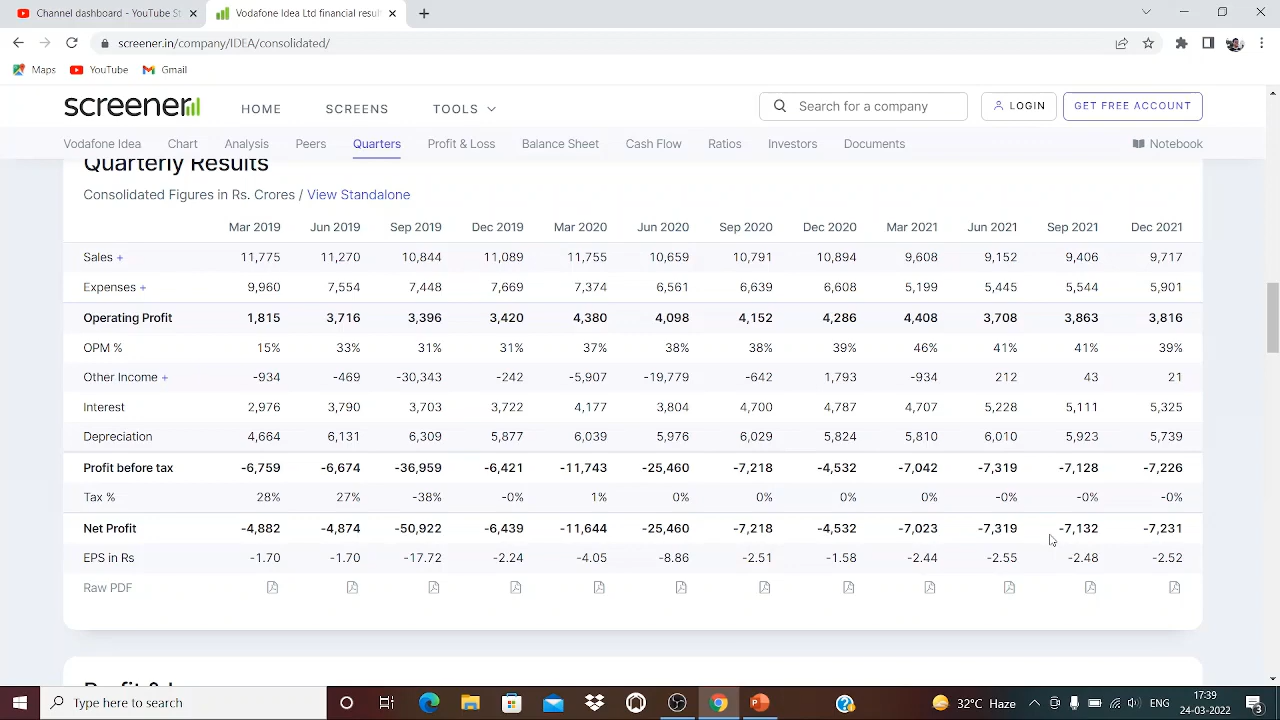 Channel dashboard - YouTube St
Vodafone Idea Ltd financial resul
screener.in/company/IDEA/consolidated/
Maps YouTube Gmail
screener HOME SCREENS TOOLS Search for a company LOGIN GET FREE ACCOUNT
Vodafone Idea Chart Analysis Peers Quarters Profit & Loss Balance Sheet Cash Flow Ratios Investors Documents Notebook
Quarterly Results
Consolidated Figures in Rs. Crores / View Standalone
Mar 2019 Jun 2019 Sep 2019 Dec 2019 Mar 2020 Jun 2020 Sep 2020 Dec 2020 Mar 2021 Jun 2021 Sep 2021 Dec 2021
Sales + 11,775 11,270 10,844 11,089 11,755 10,659 10,791 10,894 9,608 9,152 9,406 9,717
Expenses + 9,960 7,554 7,448 7,669 7,374 6,561 6,639 6,608 5,199 5,445 5,544 5,901
Operating Profit 1,815 3,716 3,396 3,420 4,380 4,098 4,152 4,286 4,408 3,708 3,863 3,816
OPM % 15% 33% 31% 31% 37% 38% 38% 39% 46% 41% 41% 39%
Other Income + -934 -469 -30,343 -242 -5,907 -19,779 -642 1,793 -934 212 43 21
Interest 2,976 3,790 3,703 3,722 4,177 3,804 4,700 4,787 4,707 5,228 5,111 5,325
Depreciation 4,664 6,131 6,309 5,877 6,039 5,976 6,029 5,824 5,810 6,010 5,923 5,739
Profit before tax -6,759 -6,674 -36,959 -6,421 -11,743 -25,460 -7,218 -4,532 -7,042 -7,319 -7,128 -7,226
Tax % 28% 27% -38% -0% 1% 0% 0% 0% 0% -0% -0% -0%
Net Profit -4,882 -4,874 -50,922 -6,439 -11,644 -25,460 -7,218 -4,532 -7,023 -7,319 -7,132 -7,231
EPS in Rs -1.70 -1.70 -17.72 -2.24 -4.05 -8.86 -2.51 -1.58 -2.44 -2.55 -2.48 -2.52
Raw PDF
Type here to search
32°C Haze ENG 17:39
24-03-2022